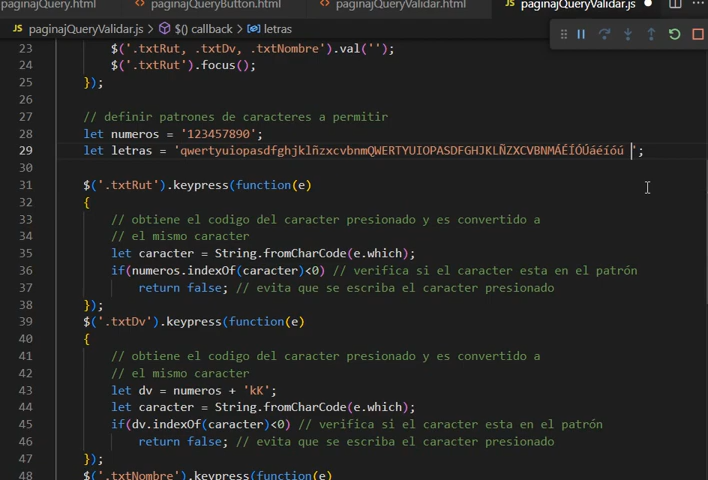 paginajQuery.html <> paginajQueryButton.html <> paginajQueryValidar.html JS paginajQueryValidar.js
JS paginajQueryValidar.js > $() callback > letras
23 $('.txtRut, .txtDv, .txtNombre').val('');
24 $('.txtRut').focus();
25 });
26
27 // definir patrones de caracteres a permitir
28 let numeros = '123457890';
29 let letras = 'qwertyuiopasdfghjklñzxcvbnmQWERTYUIOPASDFGHJKLÑZXCVBNMÁÉÍÓÚáéíóú ';
30
31 $('.txtRut').keypress(function(e)
32 {
33 // obtiene el codigo del caracter presionado y es convertido a
34 // el mismo caracter
35 let caracter = String.fromCharCode(e.which);
36 if(numeros.indexOf(caracter)<0) // verifica si el caracter esta en el patrón
37 return false; // evita que se escriba el caracter presionado
38 });
39 $('.txtDv').keypress(function(e)
40 {
41 // obtiene el codigo del caracter presionado y es convertido a
42 // el mismo caracter
43 let dv = numeros + 'kK';
44 let caracter = String.fromCharCode(e.which);
45 if(dv.indexOf(caracter)<0) // verifica si el caracter esta en el patrón
46 return false; // evita que se escriba el caracter presionado
47 });
48 $('.txtNombre').keypress(function(e)